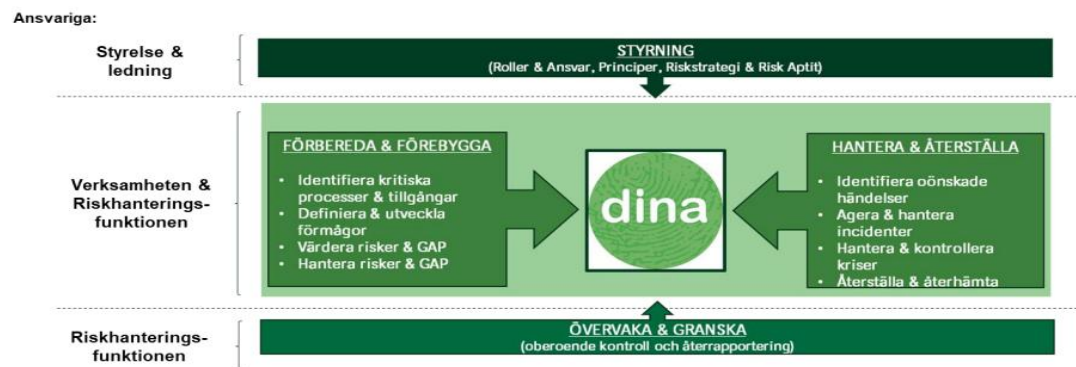 Ansvariga:
Styrelse &
ledning
STYRNING
(Roller & Ansvar, Principer, Riskstrategi & Risk Aptit)
Verksamheten &
Riskhanterings-
funktionen
FÖRBEREDA & FÖREBYGGA
• Identifiera kritiska
processer & tillgångar
• Definiera & utveckla
förmågor
• Värdera risker & GAP
• Hantera risker & GAP
dina
HANTERA & ÅTERSTÄLLA
• Identifiera oönskade
händelser
• Agera & hantera
incidenter
• Hantera & kontrollera
kriser
• Återställa & återhämta
Riskhanterings-
funktionen
ÖVERVAKA & GRANSKA
(oberoende kontroll och återrapportering)